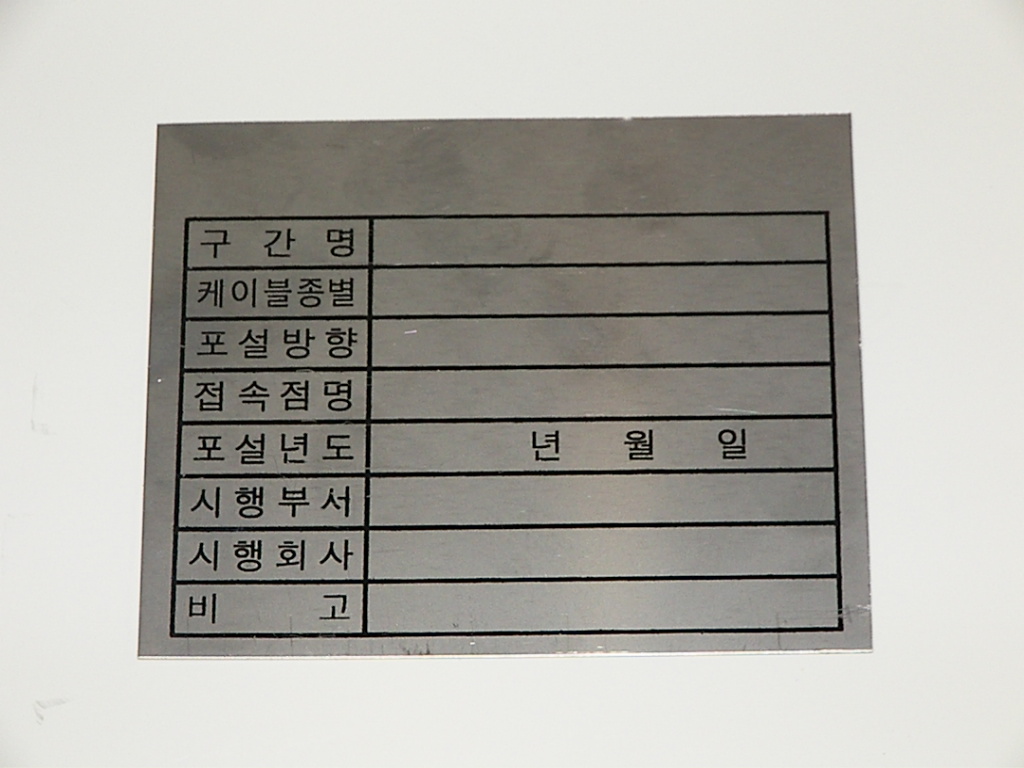 구 간 명
케이블종별
포설방향
접속점명
포설년도 년 월 일
시행부서
시행회사
비 고